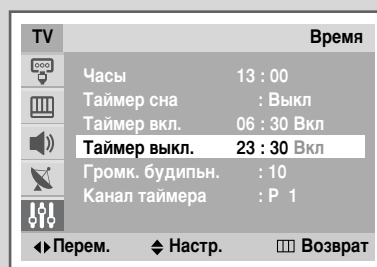 TV Время
Часы 13 : 00
Таймер сна : Выкл
Таймер вкл. 06 : 30 Вкл
Таймер выкл. 23 : 30 Вкл
Громк. будипьн. : 10
Канал таймера : P 1
Перем. Настр. Возврат